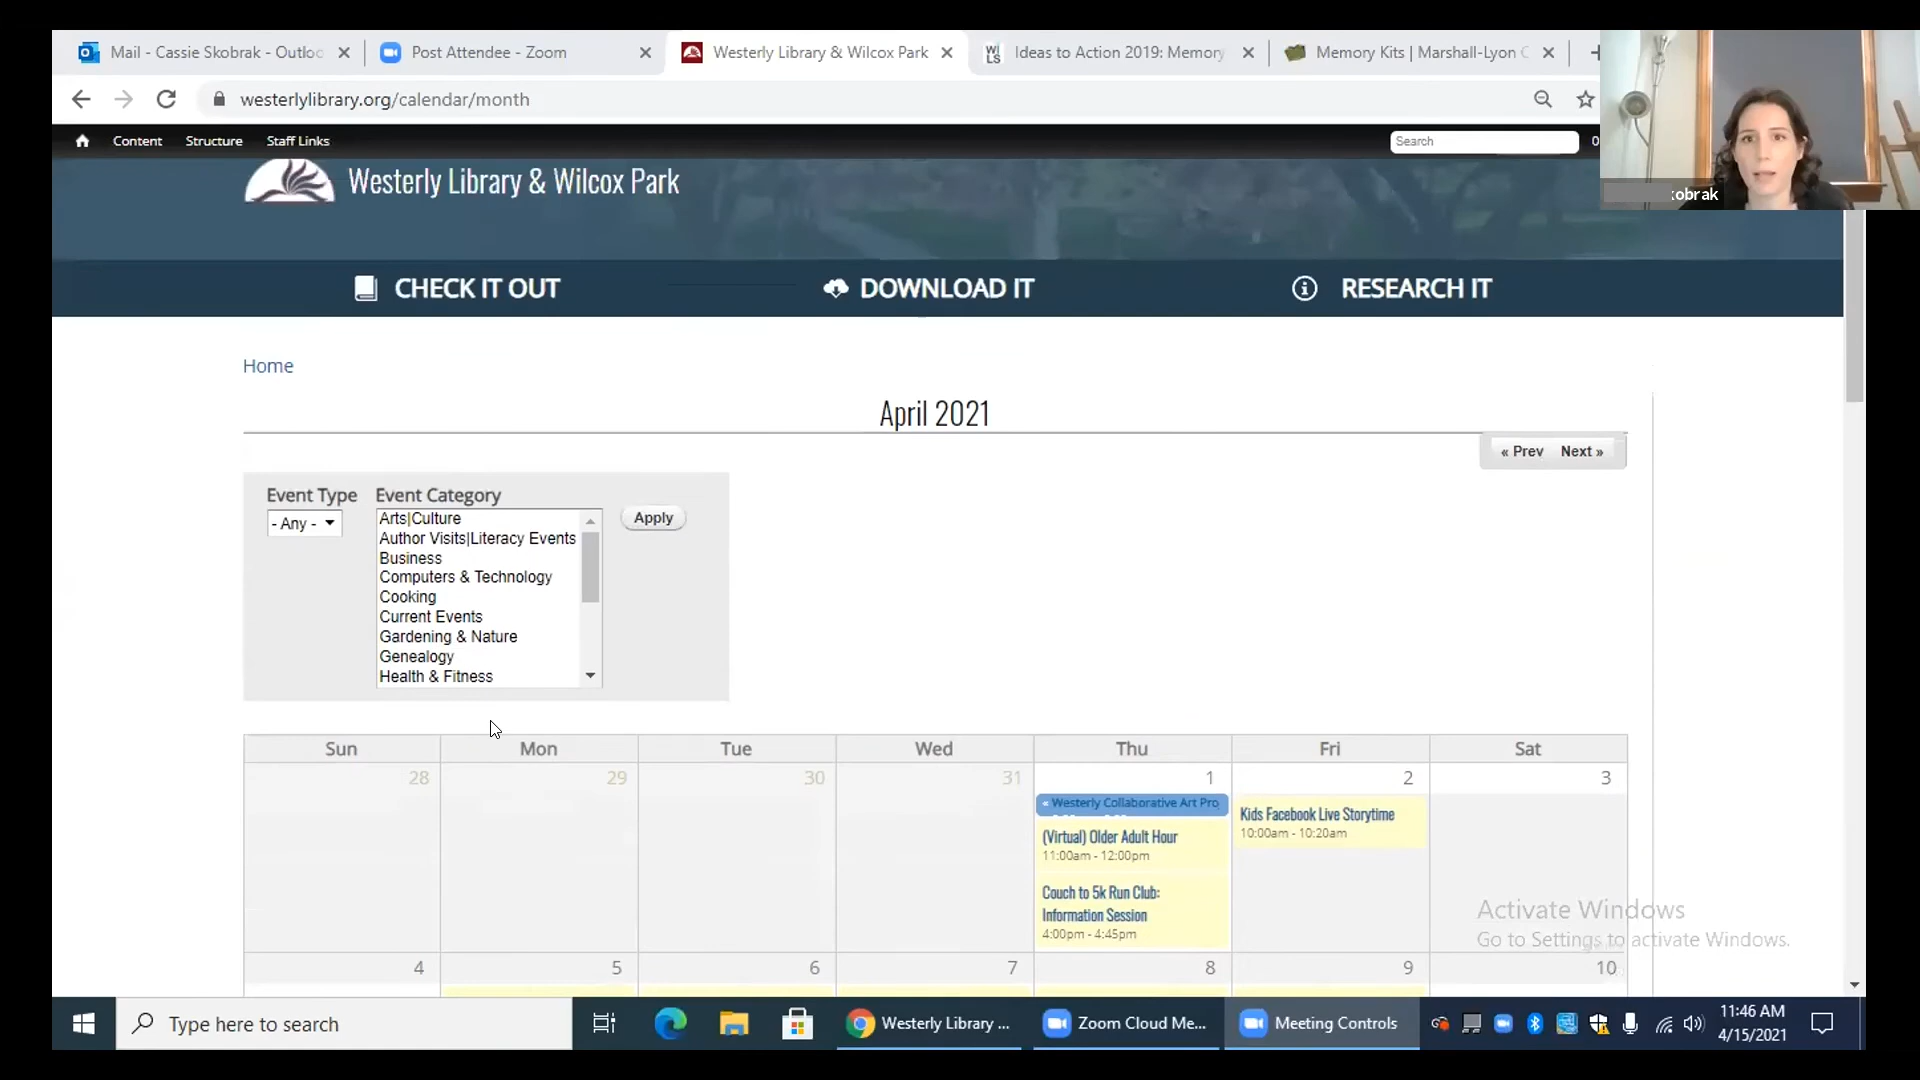 Mail - Cassie Skobrak - Outloo
Post Attendee - Zoom
Westerly Library & Wilcox Park
Ideas to Action 2019: Memory
Memory Kits | Marshall-Lyon C
westerlylibrary.org/calendar/month
Content Structure Staff Links
Search
0
kobrak
Westerly Library & Wilcox Park
CHECK IT OUT
DOWNLOAD IT
RESEARCH IT
Home
April 2021
« Prev Next »
Event Type
- Any -
Event Category
Arts|Culture
Author Visits|Literacy Events
Business
Computers & Technology
Cooking
Current Events
Gardening & Nature
Genealogy
Health & Fitness
Apply
Sun Mon Tue Wed Thu Fri Sat
28 29 30 31 1 2 3
« Westerly Collaborative Art Pro
(Virtual) Older Adult Hour
11:00am - 12:00pm
Couch to 5k Run Club:
Information Session
4:00pm - 4:45pm
Kids Facebook Live Storytime
10:00am - 10:20am
Activate Windows
Go to Settings to activate Windows.
4 5 6 7 8 9 10
Type here to search
Westerly Library ...
Zoom Cloud Me...
Meeting Controls
11:46 AM
4/15/2021